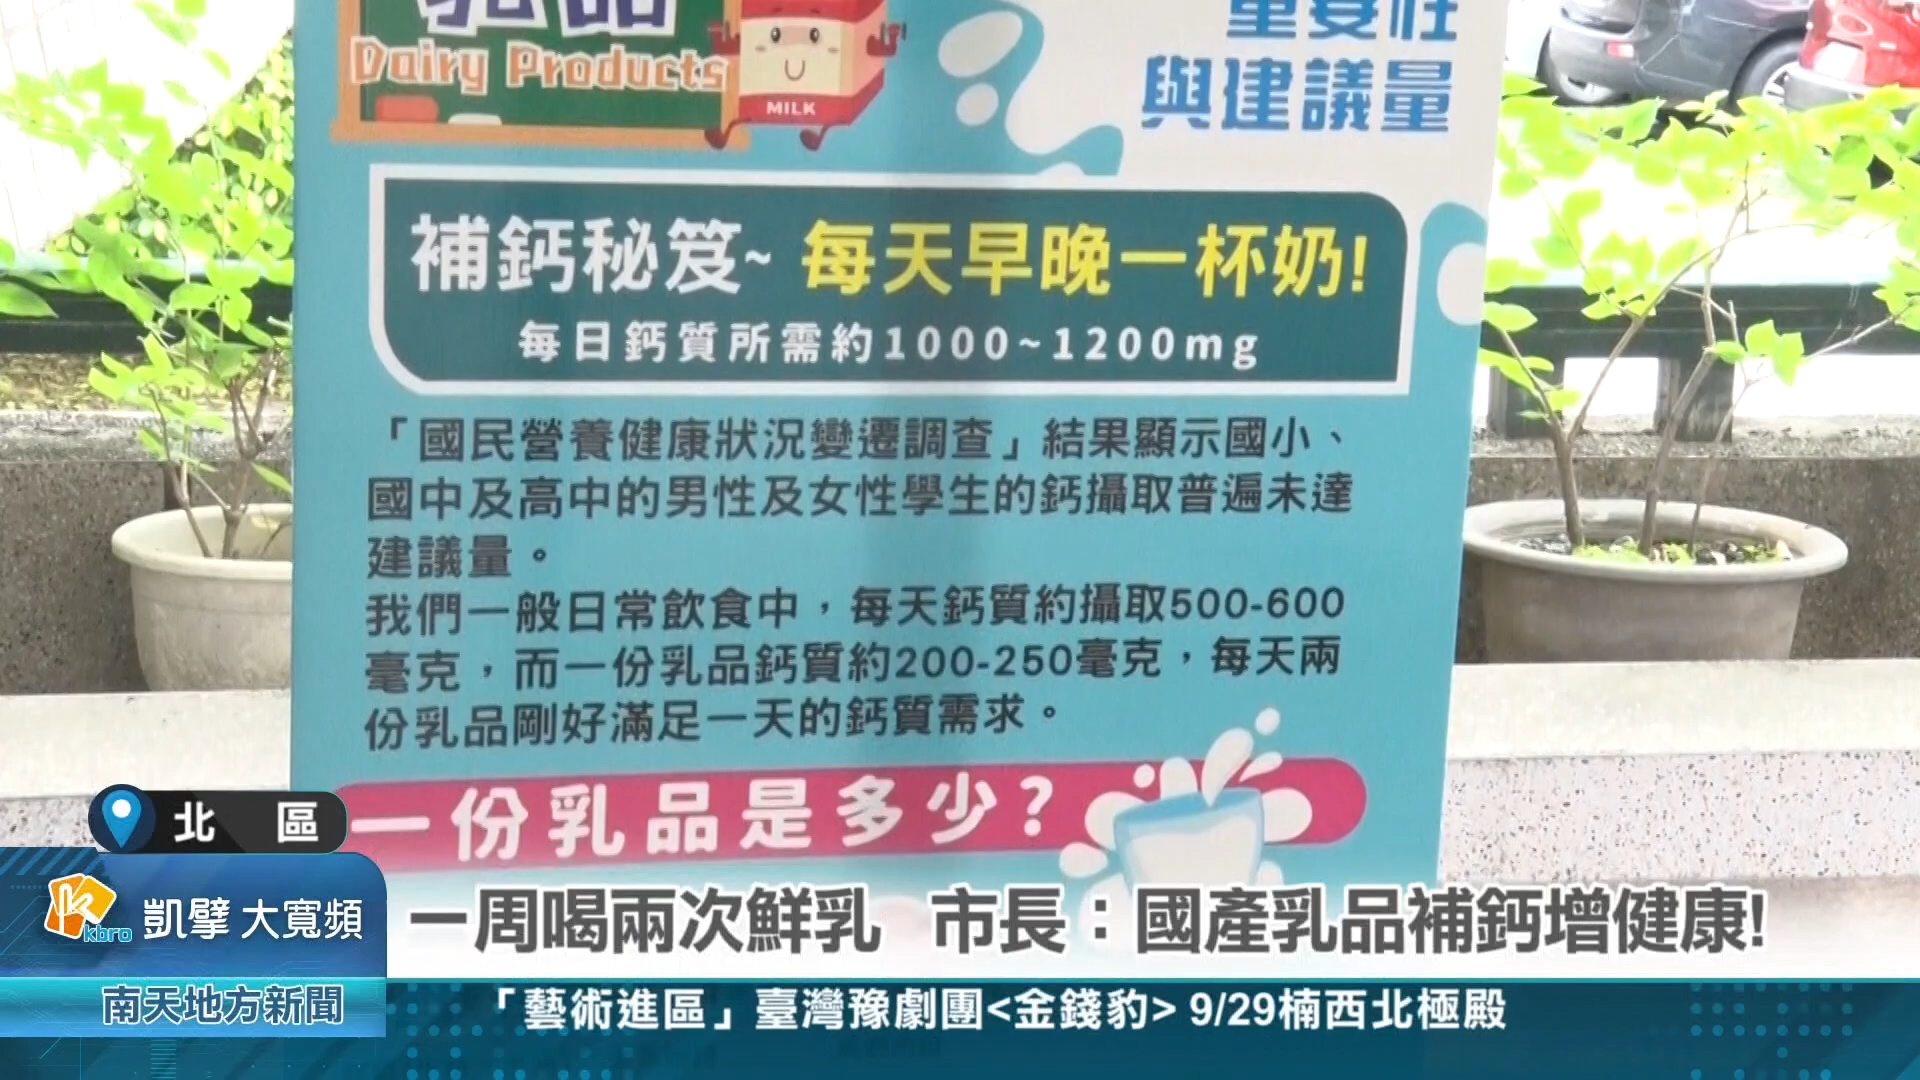 乳品
Dairy Products
MILK
重要性
與建議量
補鈣秘笈~ 每天早晚一杯奶!
每日鈣質所需約1000~1200mg
「國民營養健康狀況變遷調查」結果顯示國小、
國中及高中的男性及女性學生的鈣攝取普遍未達
建議量。
我們一般日常飲食中，每天鈣質約攝取500-600
毫克，而一份乳品鈣質約200-250毫克，每天兩
份乳品剛好滿足一天的鈣質需求。
一份乳品是多少?
北 區
kbro 凱擘大寬頻
一周喝兩次鮮乳 市長：國產乳品補鈣增健康!
南天地方新聞
「藝術進區」臺灣豫劇團<金錢豹> 9/29楠西北極殿